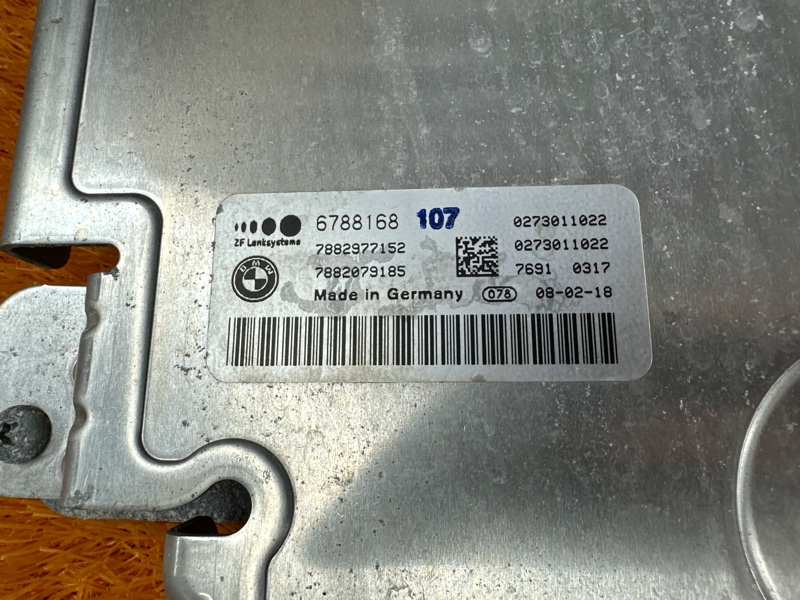 6788168 107 0273011022
ZF Lenksysteme
7882977152 0273011022
BMW
7882079185 7691 0317
Made in Germany 078 08-02-18